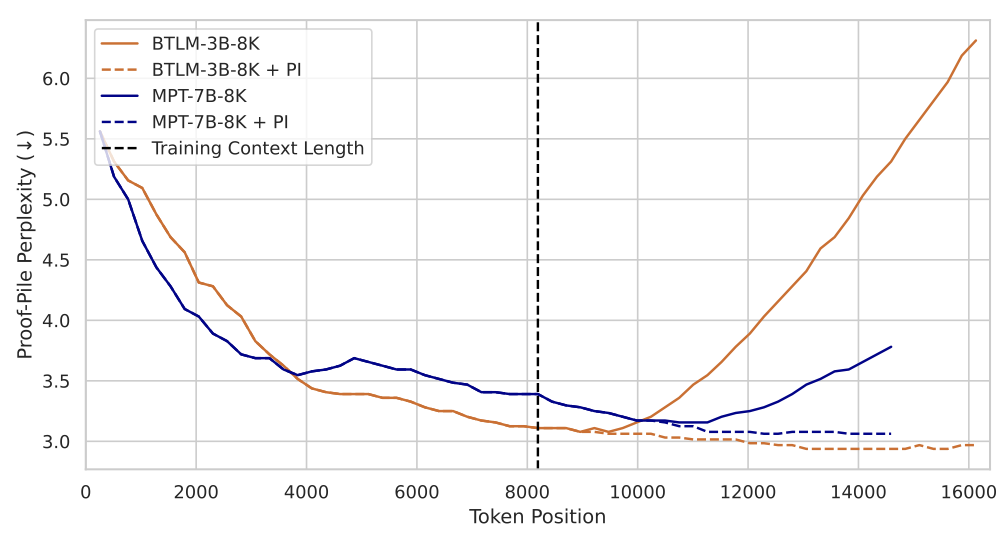 BTLM-3B-8K
BTLM-3B-8K + PI
MPT-7B-8K
MPT-7B-8K + PI
Training Context Length
Proof-Pile Perplexity (↓)
6.0
5.5
5.0
4.5
4.0
3.5
3.0
0 2000 4000 6000 8000 10000 12000 14000 16000
Token Position